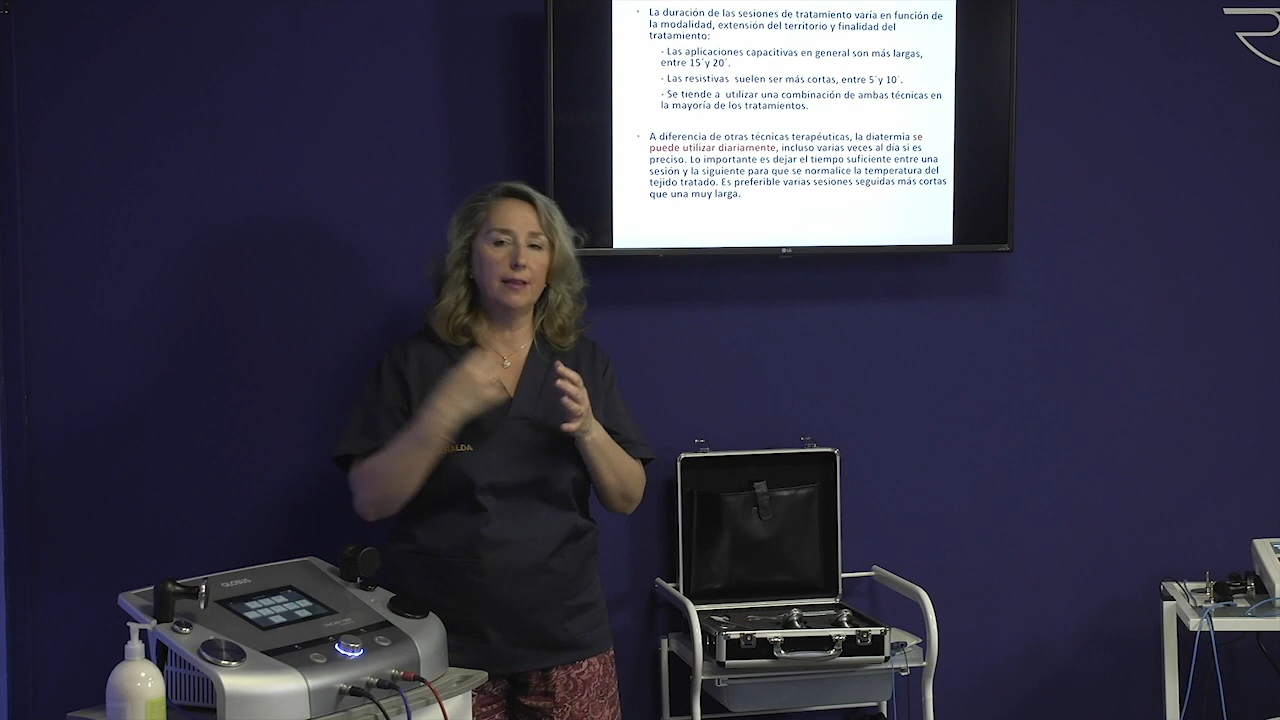 • La duración de las sesiones de tratamiento varía en función de
la modalidad, extensión del territorio y finalidad del
tratamiento:
- Las aplicaciones capacitivas en general son más largas,
entre 15´y 20´.
- Las resistivas suelen ser más cortas, entre 5´y 10´.
- Se tiende a utilizar una combinación de ambas técnicas en
la mayoría de los tratamientos.
• A diferencia de otras técnicas terapéuticas, la diatermia se
puede utilizar diariamente, incluso varias veces al día si es
preciso. Lo importante es dejar el tiempo suficiente entre una
sesión y la siguiente para que se normalice la temperatura del
tejido tratado. Es preferible varias sesiones seguidas más cortas
que una muy larga.
LG
GLOBUS